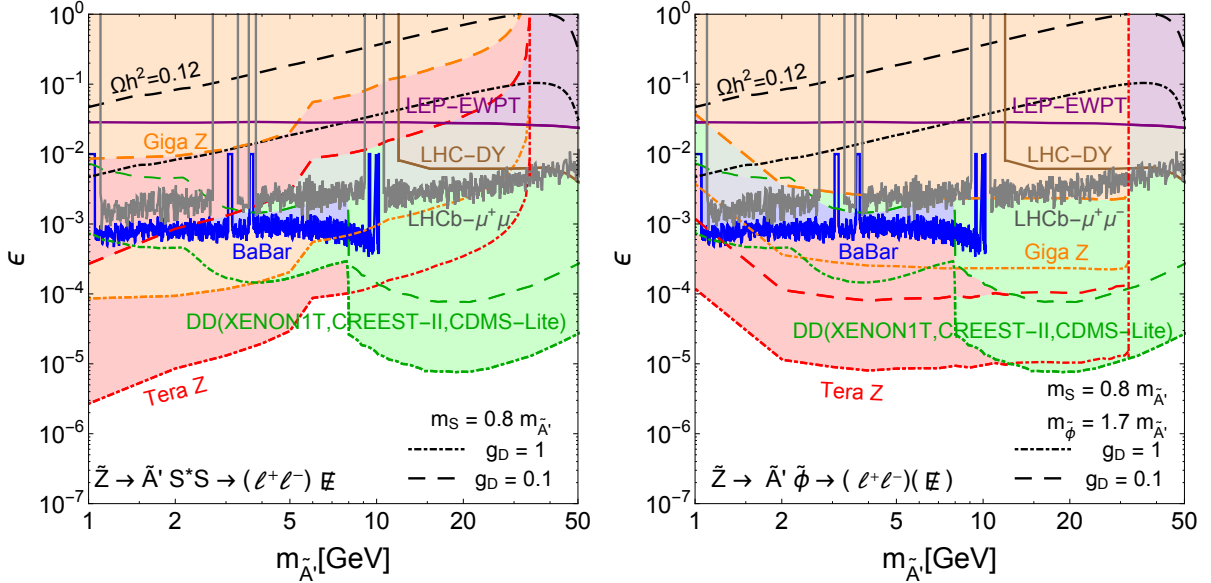 10⁰
10⁻¹
10⁻²
10⁻³
10⁻⁴
10⁻⁵
10⁻⁶
10⁻⁷
ϵ
Ωh²=0.12
LEP−EWPT
Giga Z
LHC−DY
LHCb−μ⁺μ⁻
BaBar
DD(XENON1T,CREEST−II,CDMS−Lite)
Tera Z
m_S = 0.8 m_Ã'
g_D = 1
Z̃ → Ã' S*S → (ℓ⁺ℓ⁻) E̸
g_D = 0.1
1 2 5 10 20 50
m_Ã'[GeV]
10⁰
10⁻¹
10⁻²
10⁻³
10⁻⁴
10⁻⁵
10⁻⁶
10⁻⁷
ϵ
Ωh²=0.12
LEP−EWPT
LHC−DY
LHCb−μ⁺μ⁻
BaBar
Giga Z
DD(XENON1T,CREEST−II,CDMS−Lite)
Tera Z
m_S = 0.8 m_Ã'
m_φ̃ = 1.7 m_Ã'
g_D = 1
Z̃ → Ã' φ̃ → (ℓ⁺ℓ⁻)(E̸)
g_D = 0.1
1 2 5 10 20 50
m_Ã'[GeV]